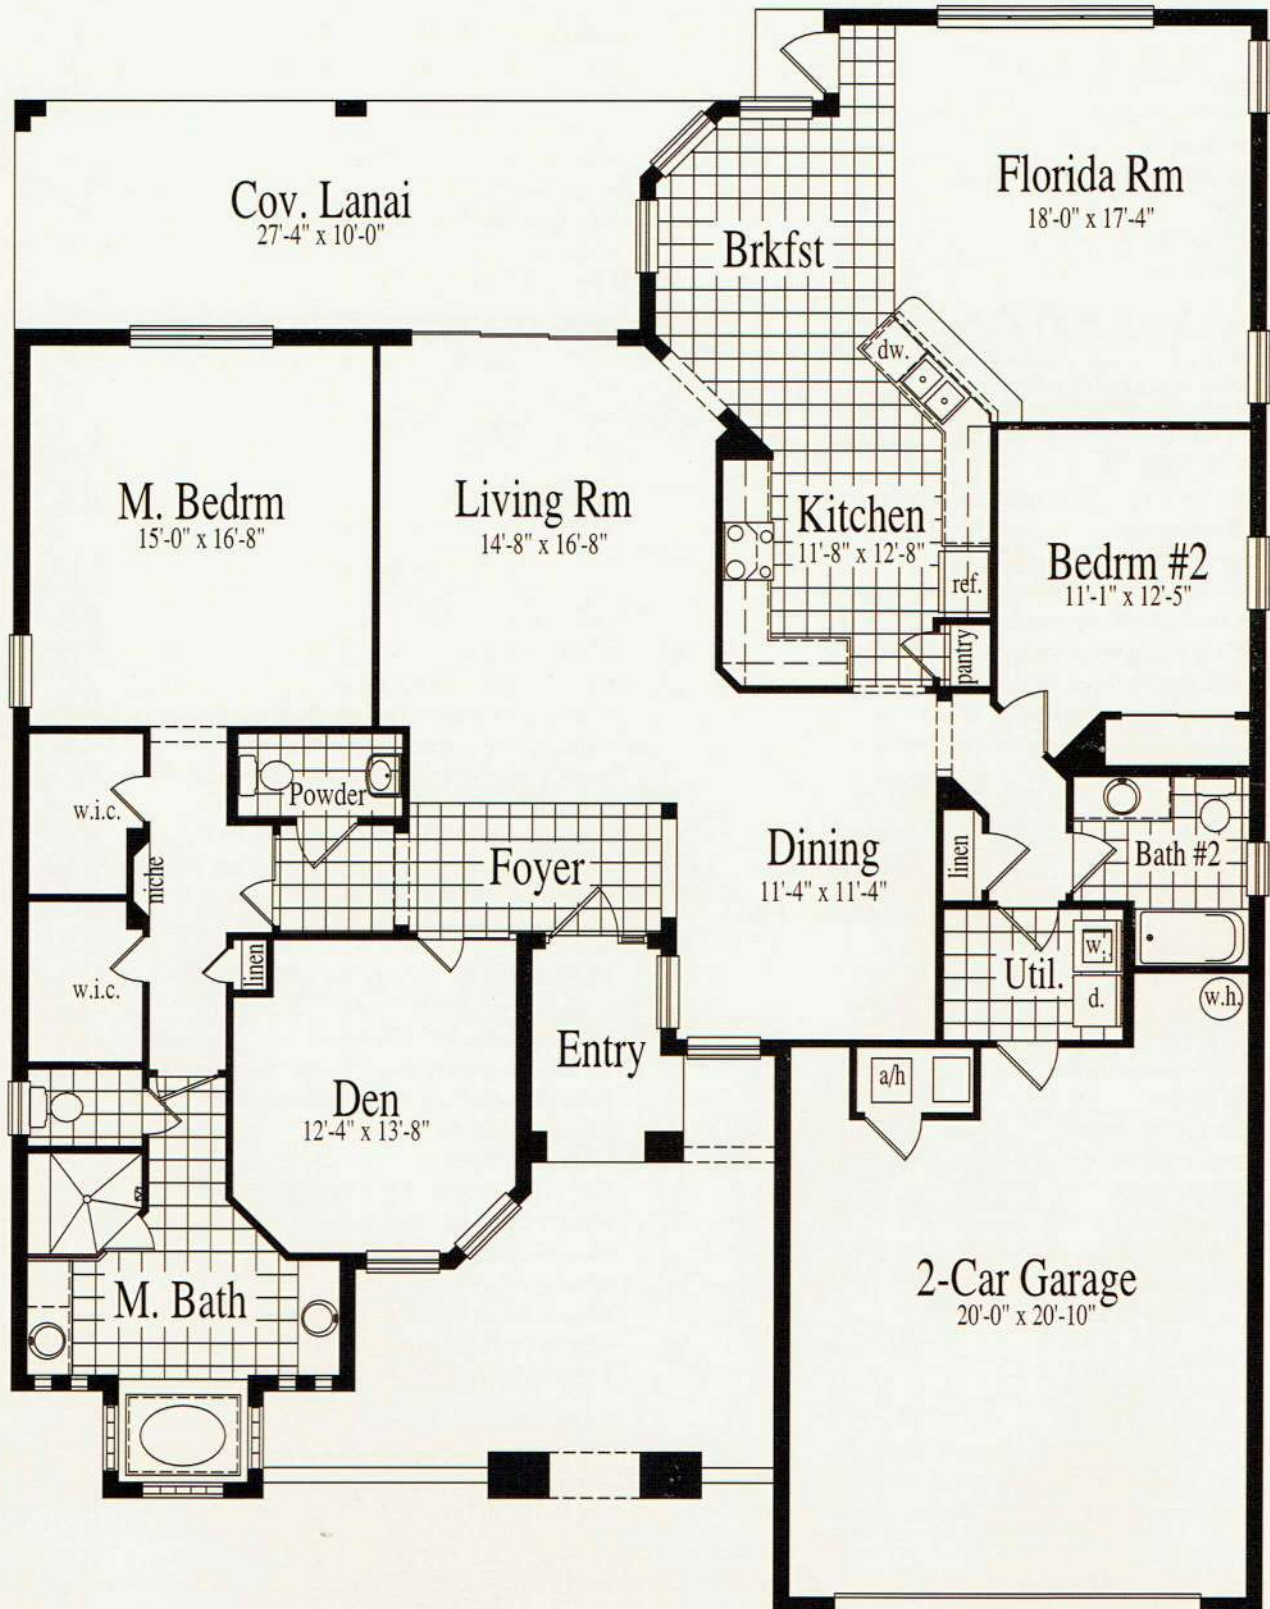 Florida Rm
18'-0" x 17'-4"
Cov. Lanai
27'-4" x 10'-0"
Brkfst
dw.
M. Bedrm
15'-0" x 16'-8"
Living Rm
14'-8" x 16'-8"
Kitchen
11'-8" x 12'-8"
ref.
Bedrm #2
11'-1" x 12'-5"
pantry
w.i.c.
Powder
niche
Foyer
Dining
11'-4" x 11'-4"
linen
Bath #2
w.i.c.
linen
Util.
w.
d.
w.h.
Entry
a/h
Den
12'-4" x 13'-8"
M. Bath
2-Car Garage
20'-0" x 20'-10"